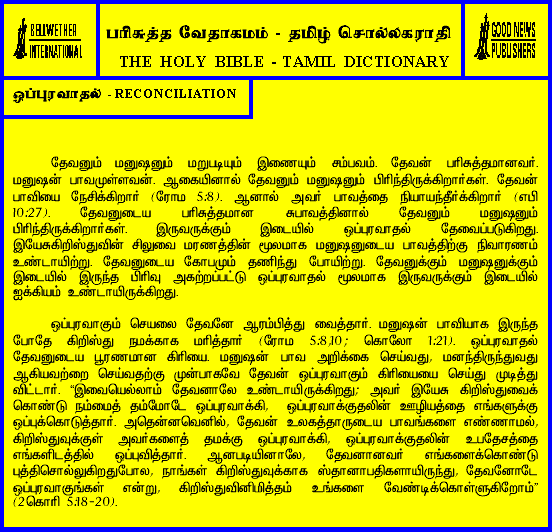 BELLWETHER
INTERNATIONAL
பரிசுத்த வேதாகமம் - தமிழ் சொல்லகராதி
THE HOLY BIBLE - TAMIL DICTIONARY
GOOD NEWS
PUBLISHERS
ஒப்புரவாதல் - RECONCILIATION
தேவனும் மனுஷனும் மறுபடியும் இணையும் சம்பவம். தேவன் பரிசுத்தமானவர்.
மனுஷன் பாவமுள்ளவன். ஆகையினால் தேவனும் மனுஷனும் பிரிந்திருக்கிறார்கள். தேவன்
பாவியை நேசிக்கிறார் (ரோம 5:8). ஆனால் அவர் பாவத்தை நியாயந்தீர்க்கிறார் (எபி
10:27). தேவனுடைய பரிசுத்தமான சுபாவத்தினால் தேவனும் மனுஷனும்
பிரிந்திருக்கிறார்கள். இருவருக்கும் இடையில் ஒப்புரவாதல் தேவைப்படுகிறது.
இயேசுகிறிஸ்துவின் சிலுவை மரணத்தின் மூலமாக மனுஷனுடைய பாவத்திற்கு நிவாரணம்
உண்டாயிற்று. தேவனுடைய கோபமும் தணிந்து போயிற்று. தேவனுக்கும் மனுஷனுக்கும்
இடையில் இருந்த பிரிவு அகற்றப்பட்டு ஒப்புரவாதல் மூலமாக இருவருக்கும் இடையில்
ஐக்கியம் உண்டாயிருக்கிறது.
ஒப்புரவாகும் செயலை தேவனே ஆரம்பித்து வைத்தார். மனுஷன் பாவியாக இருந்த
போதே கிறிஸ்து நமக்காக மரித்தார் (ரோம 5:8,10; கொலோ 1:21). ஒப்புரவாதல்
தேவனுடைய பூரணமான கிரியை. மனுஷன் பாவ அறிக்கை செய்வது, மனந்திருந்துவது
ஆகியவற்றை செய்வதற்கு முன்பாகவே தேவன் ஒப்புரவாகும் கிரியையை செய்து முடித்து
விட்டார். "இவையெல்லாம் தேவனாலே உண்டாயிருக்கிறது; அவர் இயேசு கிறிஸ்துவைக்
கொண்டு நம்மைத் தம்மோடே ஒப்புரவாக்கி, ஒப்புரவாக்குதலின் ஊழியத்தை எங்களுக்கு
ஒப்புக்கொடுத்தார். அதென்னவெனில், தேவன் உலகத்தாருடைய பாவங்களை எண்ணாமல்,
கிறிஸ்துவுக்குள் அவர்களைத் தமக்கு ஒப்புரவாக்கி, ஒப்புரவாக்குதலின் உபதேசத்தை
எங்களிடத்தில் ஒப்புவித்தார். ஆனபடியினாலே, தேவனானவர் எங்களைக்கொண்டு
புத்திசொல்லுகிறதுபோல, நாங்கள் கிறிஸ்துவுக்காக ஸ்தானாபதிகளாயிருந்து, தேவனோடே
ஒப்புரவாகுங்கள் என்று, கிறிஸ்துவினிமித்தம் உங்களை வேண்டிக்கொள்ளுகிறோம்"
(2கொரி 5:18-20).